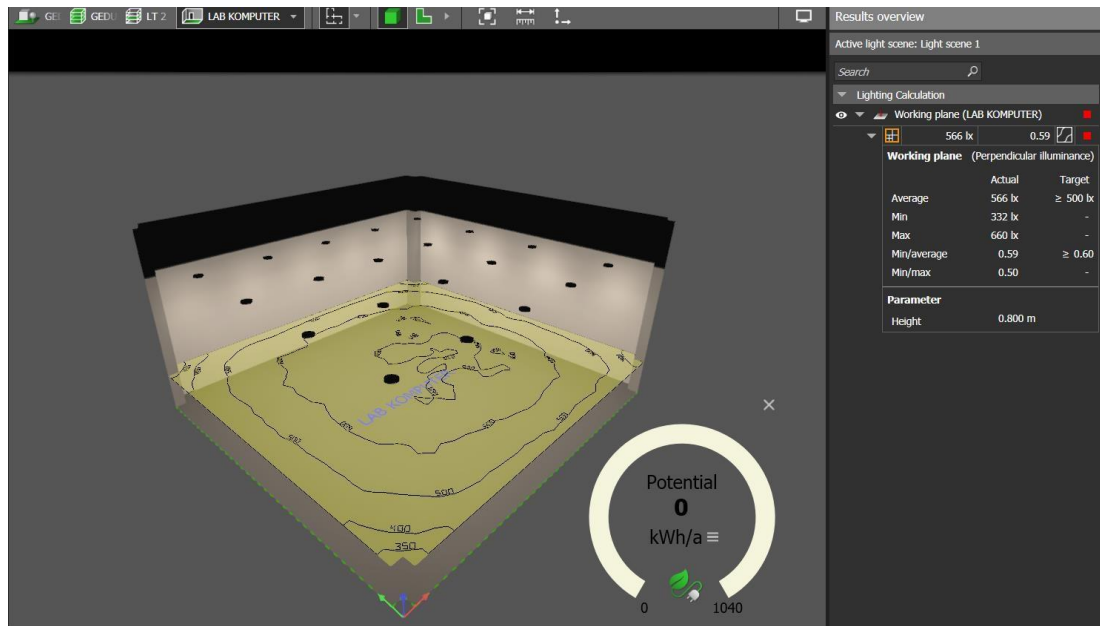 GEDU
LT 2
LAB KOMPUTER
Results overview
Active light scene: Light scene 1
Search
Lighting Calculation
Working plane (LAB KOMPUTER)
566 lx 0.59
Working plane (Perpendicular illuminance)
Actual Target
Average 566 lx ≥ 500 lx
Min 332 lx -
Max 660 lx -
Min/average 0.59 ≥ 0.60
Min/max 0.50 -
Parameter
Height 0.800 m
LAB KOMPUTER
500
400
350
Potential
0
kWh/a
0 1040